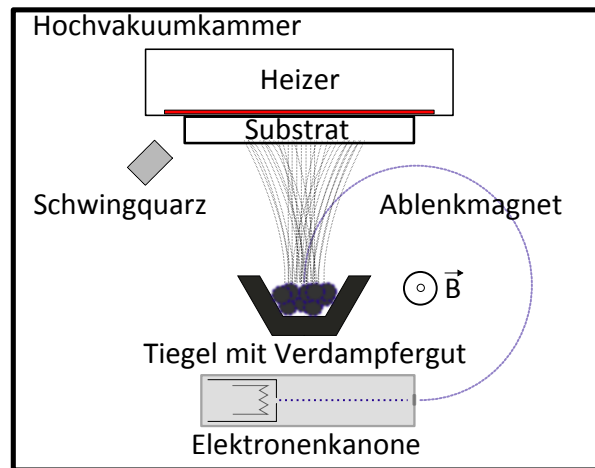 Hochvakuumkammer
Heizer
Substrat
Schwingquarz
Ablenkmagnet
B
Tiegel mit Verdampfergut
Elektronenkanone